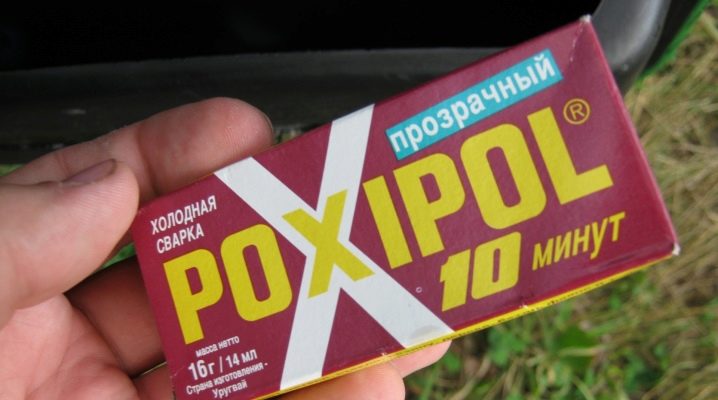 прозрачный
ХОЛОДНАЯ
СВАРКА
POXIPOL®
10 минут
масса нетто
16г / 14 мл
Страна изготовления -
Уругвай